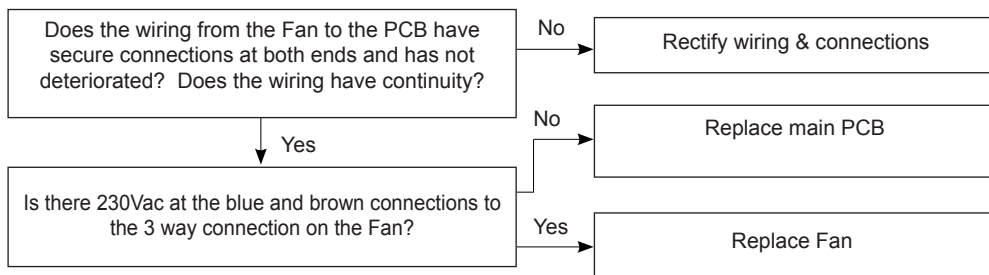 Does the wiring from the Fan to the PCB have
secure connections at both ends and has not
deteriorated? Does the wiring have continuity?
No
Rectify wiring & connections
Yes
Is there 230Vac at the blue and brown connections to
the 3 way connection on the Fan?
No
Replace main PCB
Yes
Replace Fan